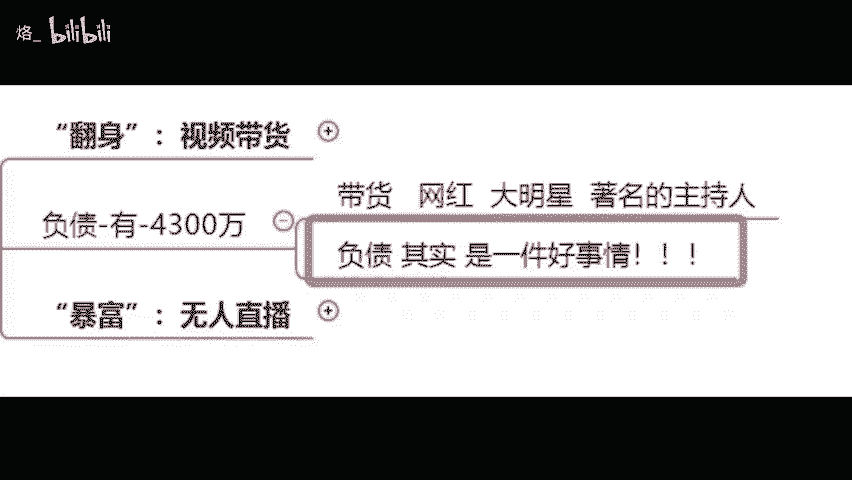 烙_ bilibili
“翻身”：视频带货
带货 网红 大明星 著名的主持人
负债-有-4300万
负债 其实 是一件好事情！！！
“暴富”：无人直播